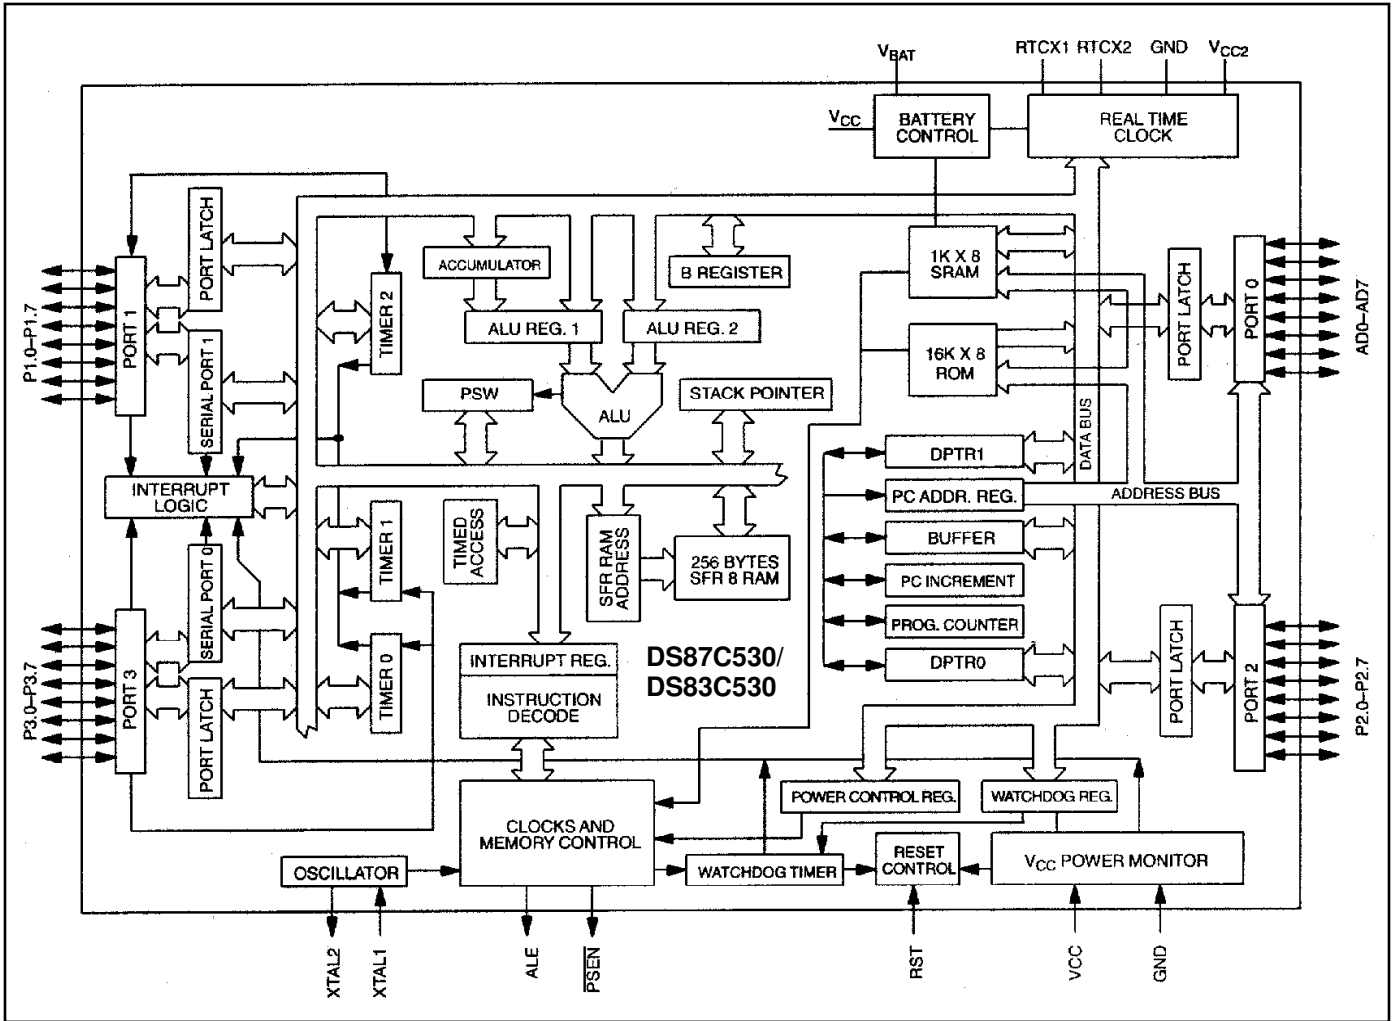 V_BAT
RTCX1 RTCX2 GND V_CC2
V_CC
BATTERY
CONTROL
REAL TIME
CLOCK
PORT LATCH
ACCUMULATOR
B REGISTER
1K X 8
SRAM
PORT LATCH
PORT 0
AD0–AD7
P1.0–P1.7
PORT 1
TIMER 2
ALU REG. 1
ALU REG. 2
16K X 8
ROM
SERIAL PORT 1
PSW
ALU
STACK POINTER
DATA BUS
DPTR1
INTERRUPT
LOGIC
PC ADDR. REG.
ADDRESS BUS
TIMER 1
TIMED
ACCESS
SFR RAM
ADDRESS
256 BYTES
SFR 8 RAM
BUFFER
PC INCREMENT
SERIAL PORT 0
PROG. COUNTER
P3.0–P3.7
PORT 3
TIMER 0
INTERRUPT REG.
DS87C530/
DS83C530
DPTR0
PORT LATCH
PORT 2
P2.0–P2.7
PORT LATCH
INSTRUCTION
DECODE
POWER CONTROL REG.
WATCHDOG REG.
CLOCKS AND
MEMORY CONTROL
OSCILLATOR
WATCHDOG TIMER
RESET
CONTROL
V_CC POWER MONITOR
XTAL2
XTAL1
ALE
PSEN
RST
VCC
GND